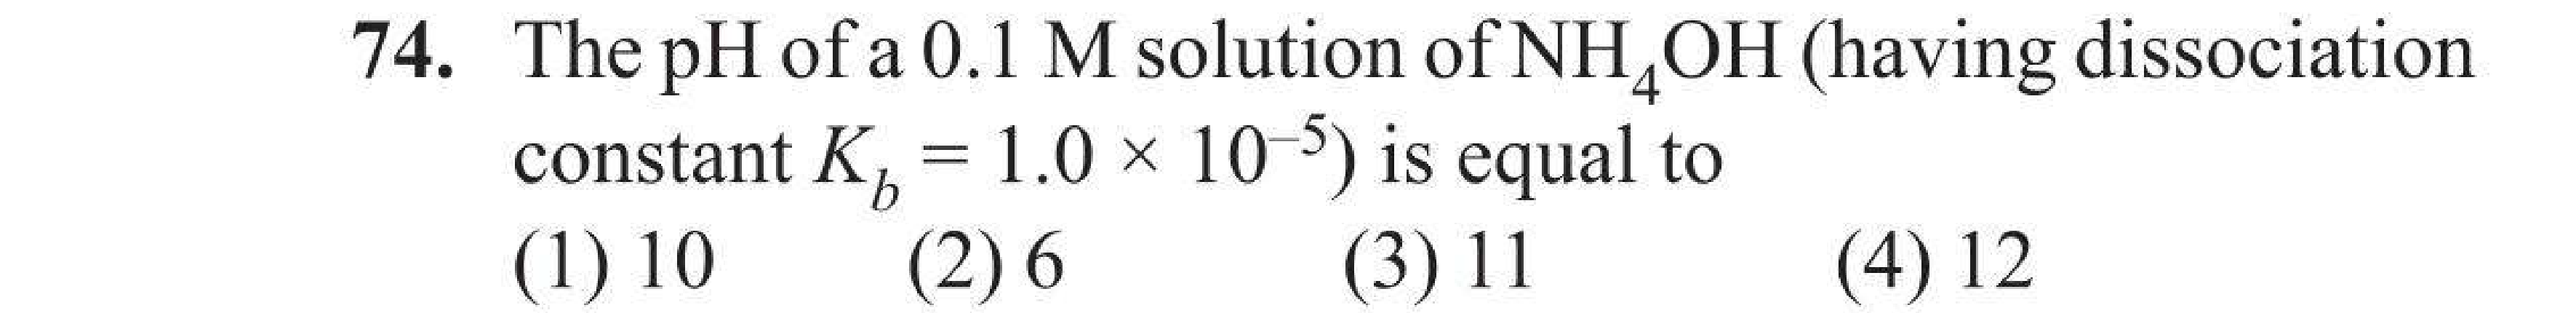 74. The pH of a 0.1 M solution of NH₄OH (having dissociation
constant K_b = 1.0 × 10⁻⁵) is equal to
(1) 10 (2) 6 (3) 11 (4) 12